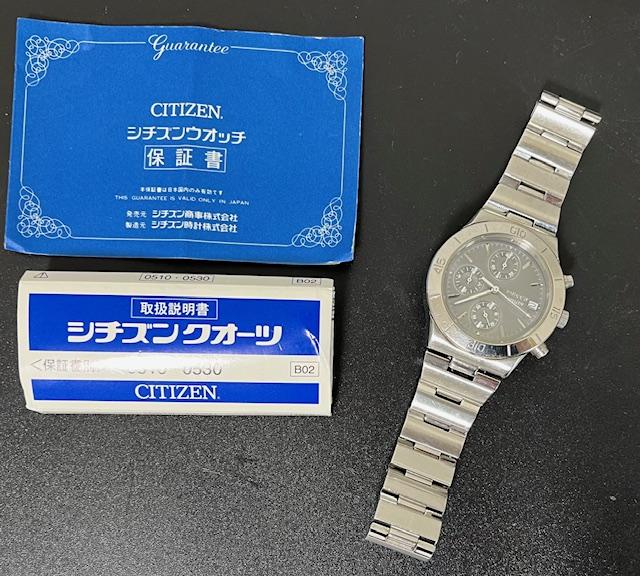 Guarantee
CITIZEN.
シチズンウオッチ
保証書
本保証書は日本国内のみ有効です
THIS GUARANTEE IS VALID ONLY IN JAPAN
発売元 シチズン商事株式会社
製造元 シチズン時計株式会社
0510・0530
B02
取扱説明書
シチズンクオーツ
0530
B02
CITIZEN